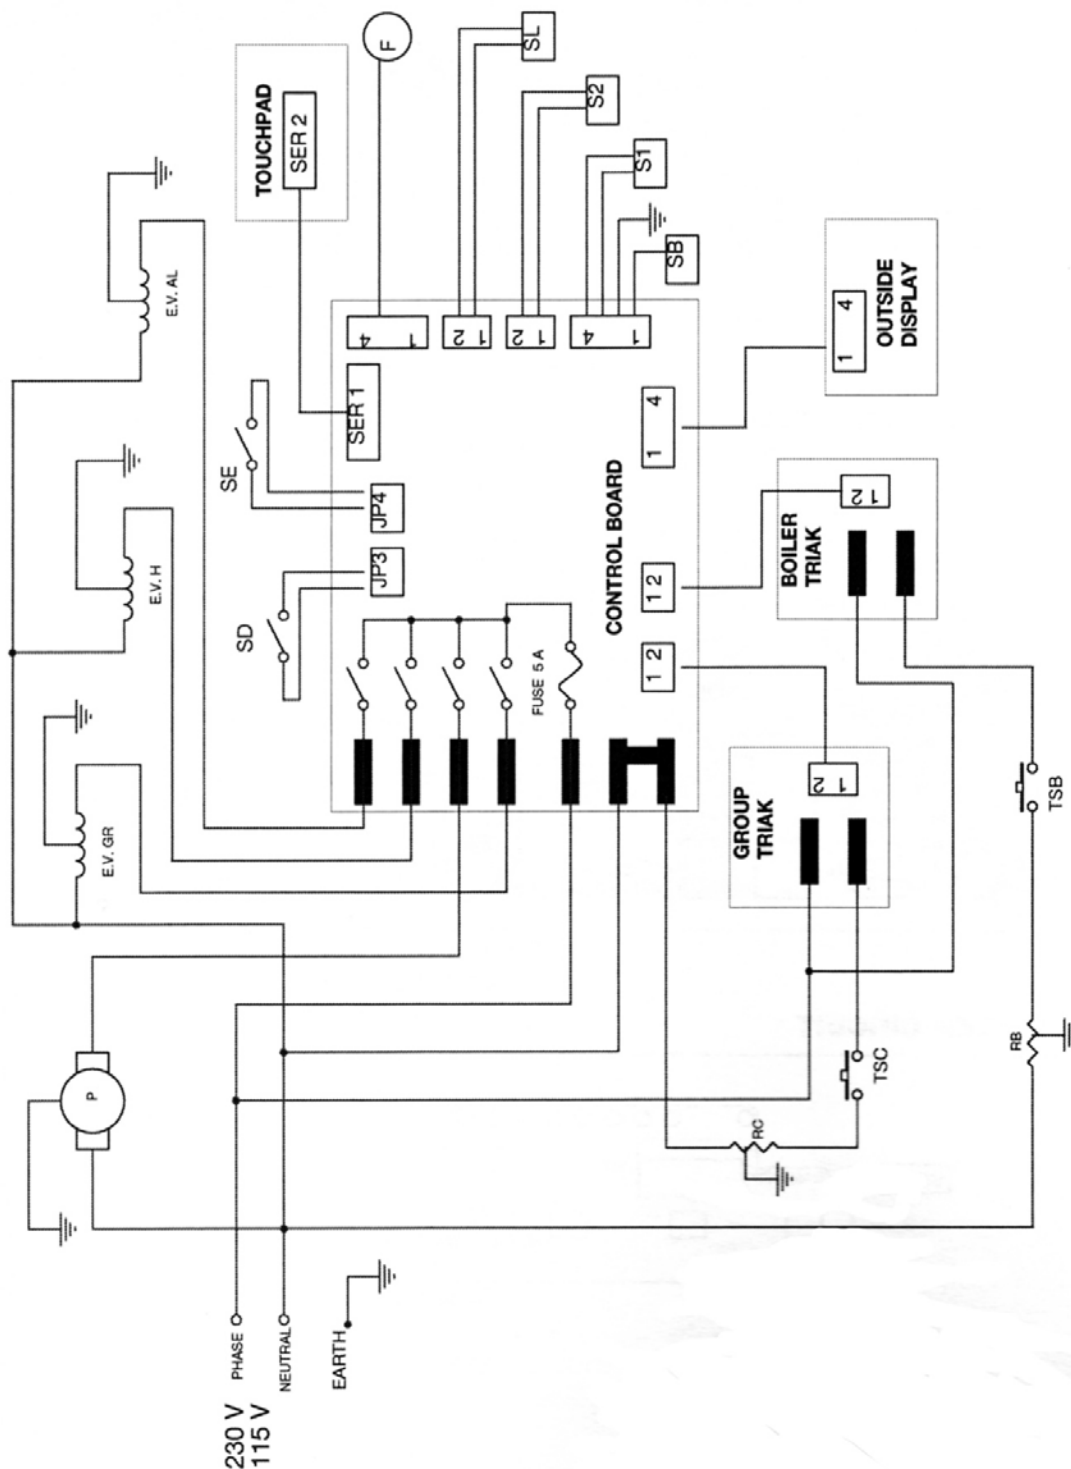 F
SL
S2
S1
SB
TOUCHPAD
SER 2
E.V. AL
E.V. H
E.V. GR
SE
SD
SER 1
4 1
1 2
1 2
4 1
JP4
JP3
FUSE 5 A
CONTROL BOARD
1 4
1 2
1 2
OUTSIDE
DISPLAY
1 4
BOILER
TRIAK
1 2
GROUP
TRIAK
1 2
TSB
TSC
RB
RC
P
PHASE
NEUTRAL
EARTH
230 V
115 V